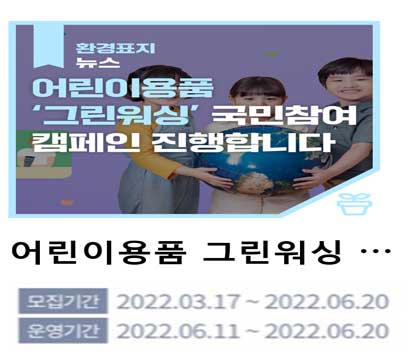 환경표지
뉴스
어린이용품
‘그린워싱’ 국민참여
캠페인 진행합니다
어린이용품 그린워싱 …
모집기간 2022.03.17 ~ 2022.06.20
운영기간 2022.06.11 ~ 2022.06.20